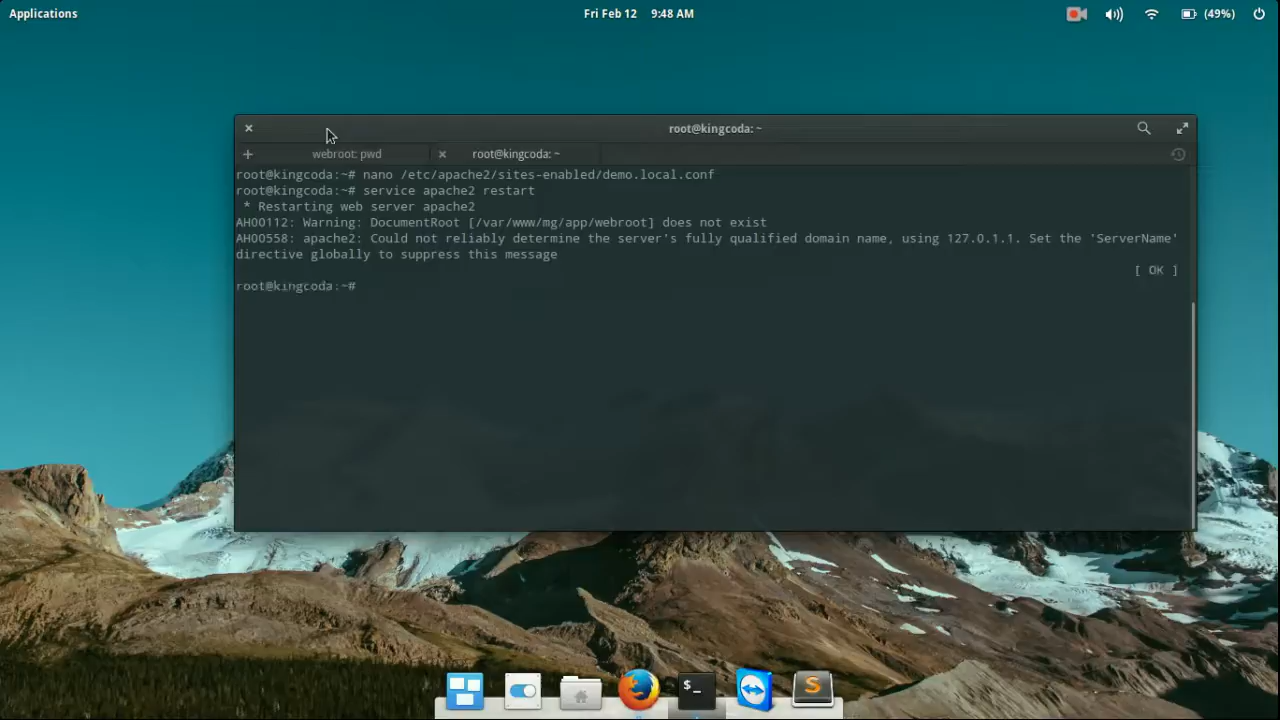 Applications
Fri Feb 12 9:48 AM
(49%)
root@kingcoda: ~
webroot: pwd
root@kingcoda: ~
root@kingcoda:~# nano /etc/apache2/sites-enabled/demo.local.conf
root@kingcoda:~# service apache2 restart
* Restarting web server apache2
AH00112: Warning: DocumentRoot [/var/www/mg/app/webroot] does not exist
AH00558: apache2: Could not reliably determine the server's fully qualified domain name, using 127.0.1.1. Set the 'ServerName'
directive globally to suppress this message
[ OK ]
root@kingcoda:~#
$_
S